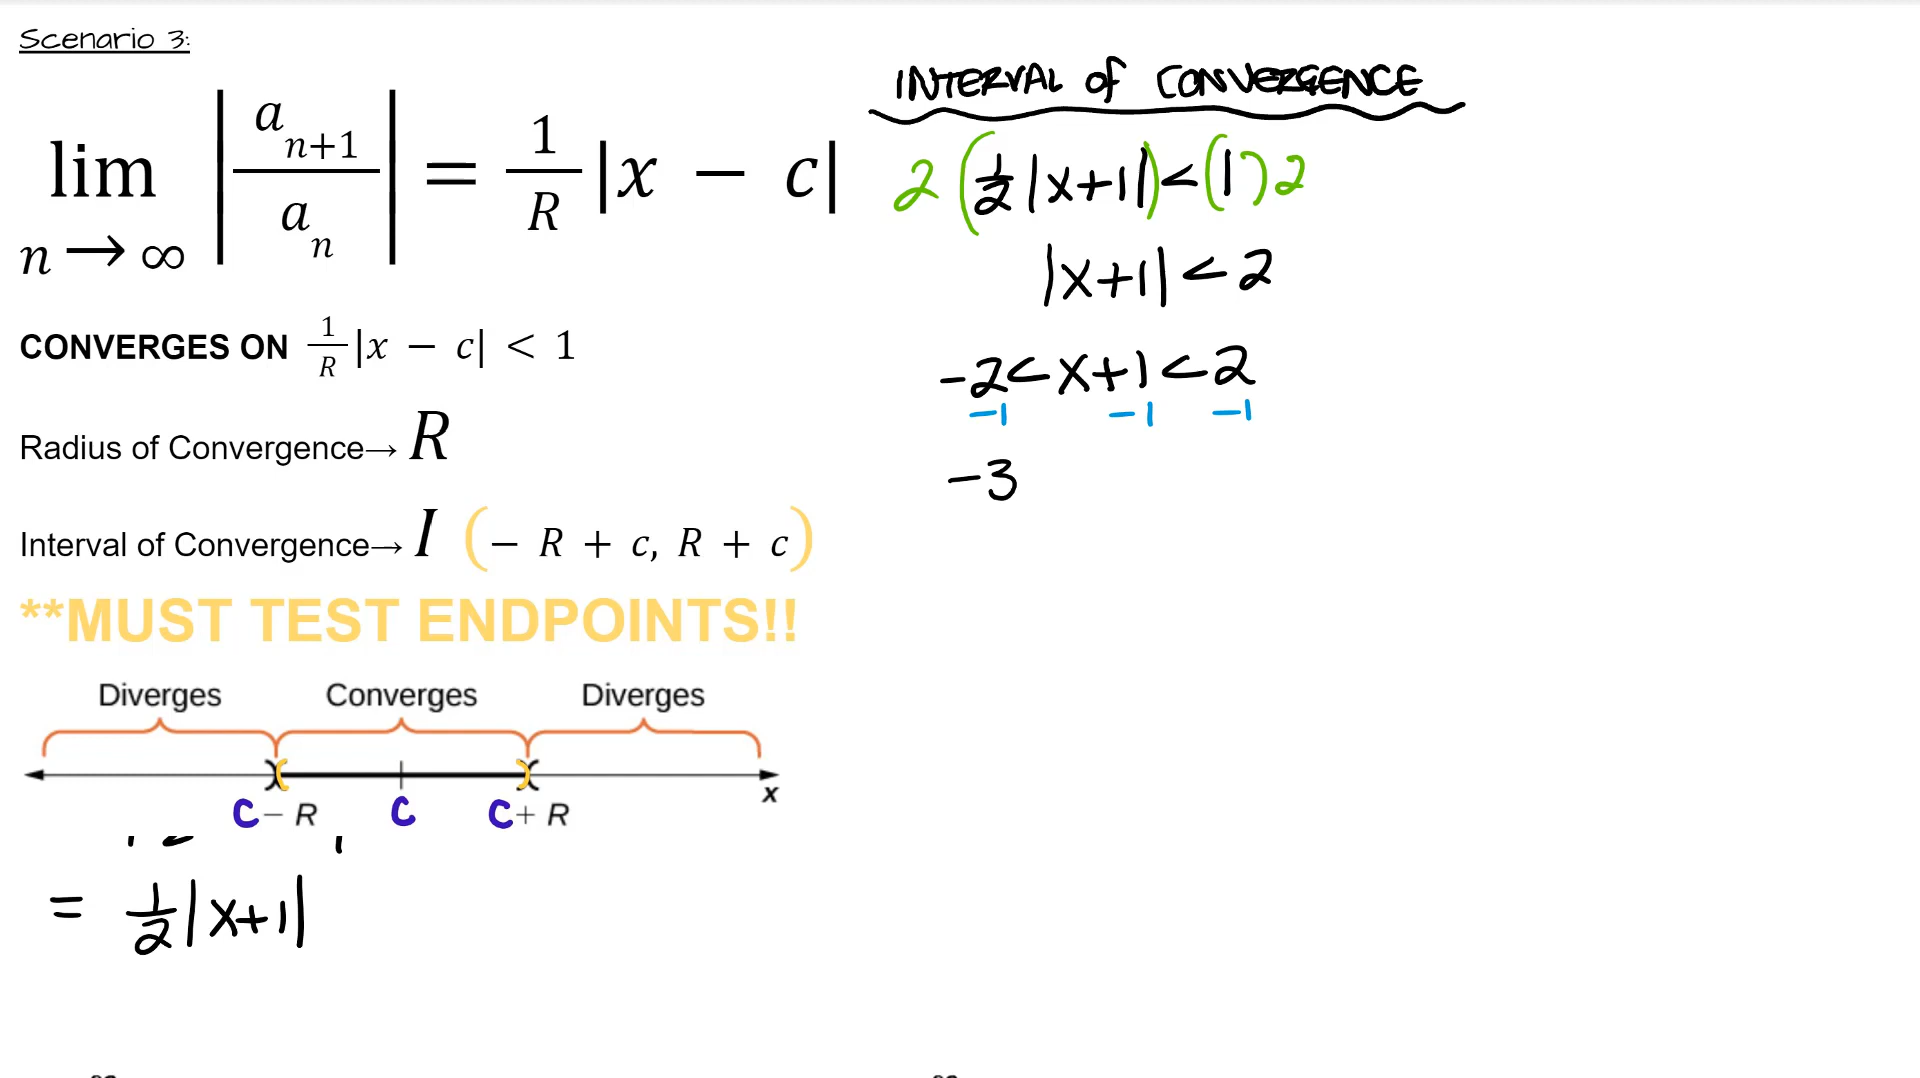 Scenario 3:
lim n→∞ |a_{n+1}/a_n| = 1/R |x − c|
CONVERGES ON 1/R |x − c| < 1
Radius of Convergence→ R
Interval of Convergence→ I (− R + c, R + c)
**MUST TEST ENDPOINTS!!
Diverges Converges Diverges
x
C − R C C + R
= 1/2 |x+1|
INTERVAL of CONVERGENCE
2 (1/2 |x+1|) < (1) 2
|x+1| < 2
-2 < x+1 < 2
-1 -1 -1
-3